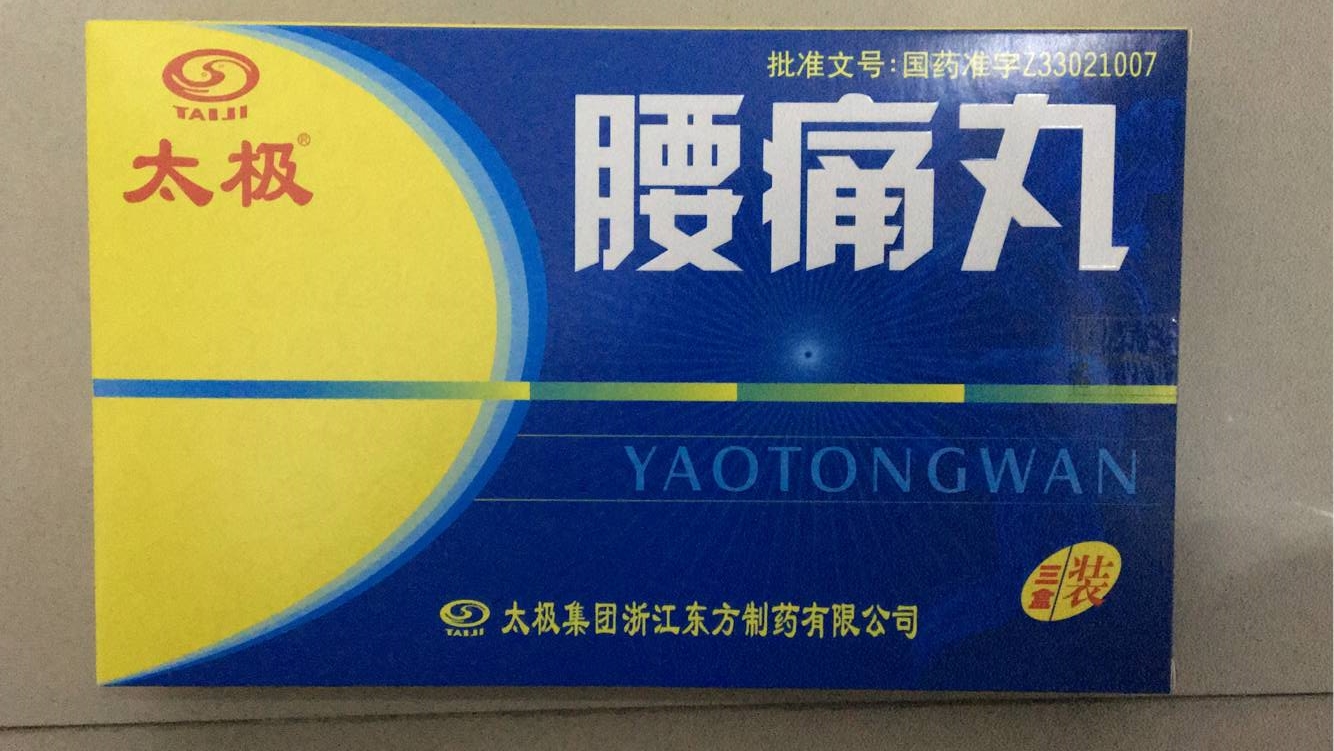 批准文号:国药准字Z33021007
TAIJI
太极®
腰痛丸
YAOTONGWAN
三盒装
TAIJI 太极集团浙江东方制药有限公司